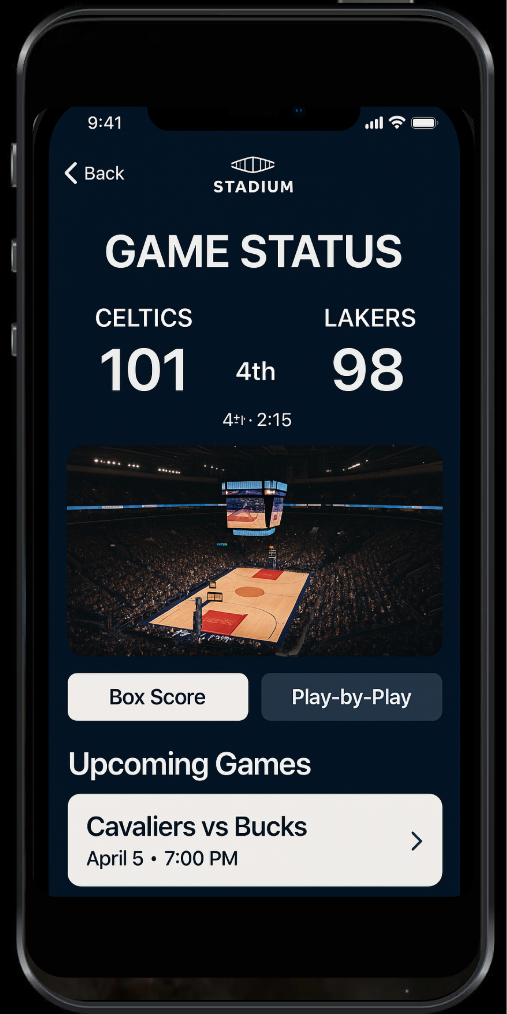 9:41
Back
STADIUM
GAME STATUS
CELTICS LAKERS
101 4th 98
2:15
Box Score Play-by-Play
Upcoming Games
Cavaliers vs Bucks
April 5 • 7:00 PM